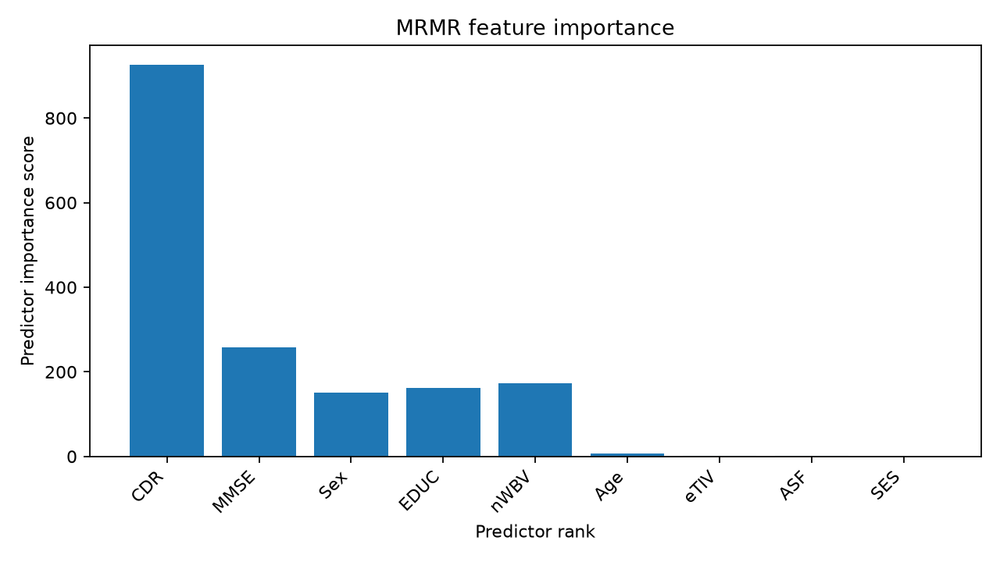 MRMR feature importance
Predictor importance score
800
600
400
200
0
CDR
MMSE
Sex
EDUC
nWBV
Age
eTIV
ASF
SES
Predictor rank